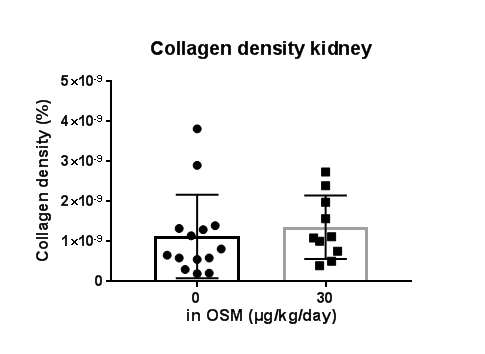 Collagen density kidney
Collagen density (%)
5×10⁻⁹
4×10⁻⁹
3×10⁻⁹
2×10⁻⁹
1×10⁻⁹
0
0 30
in OSM (µg/kg/day)